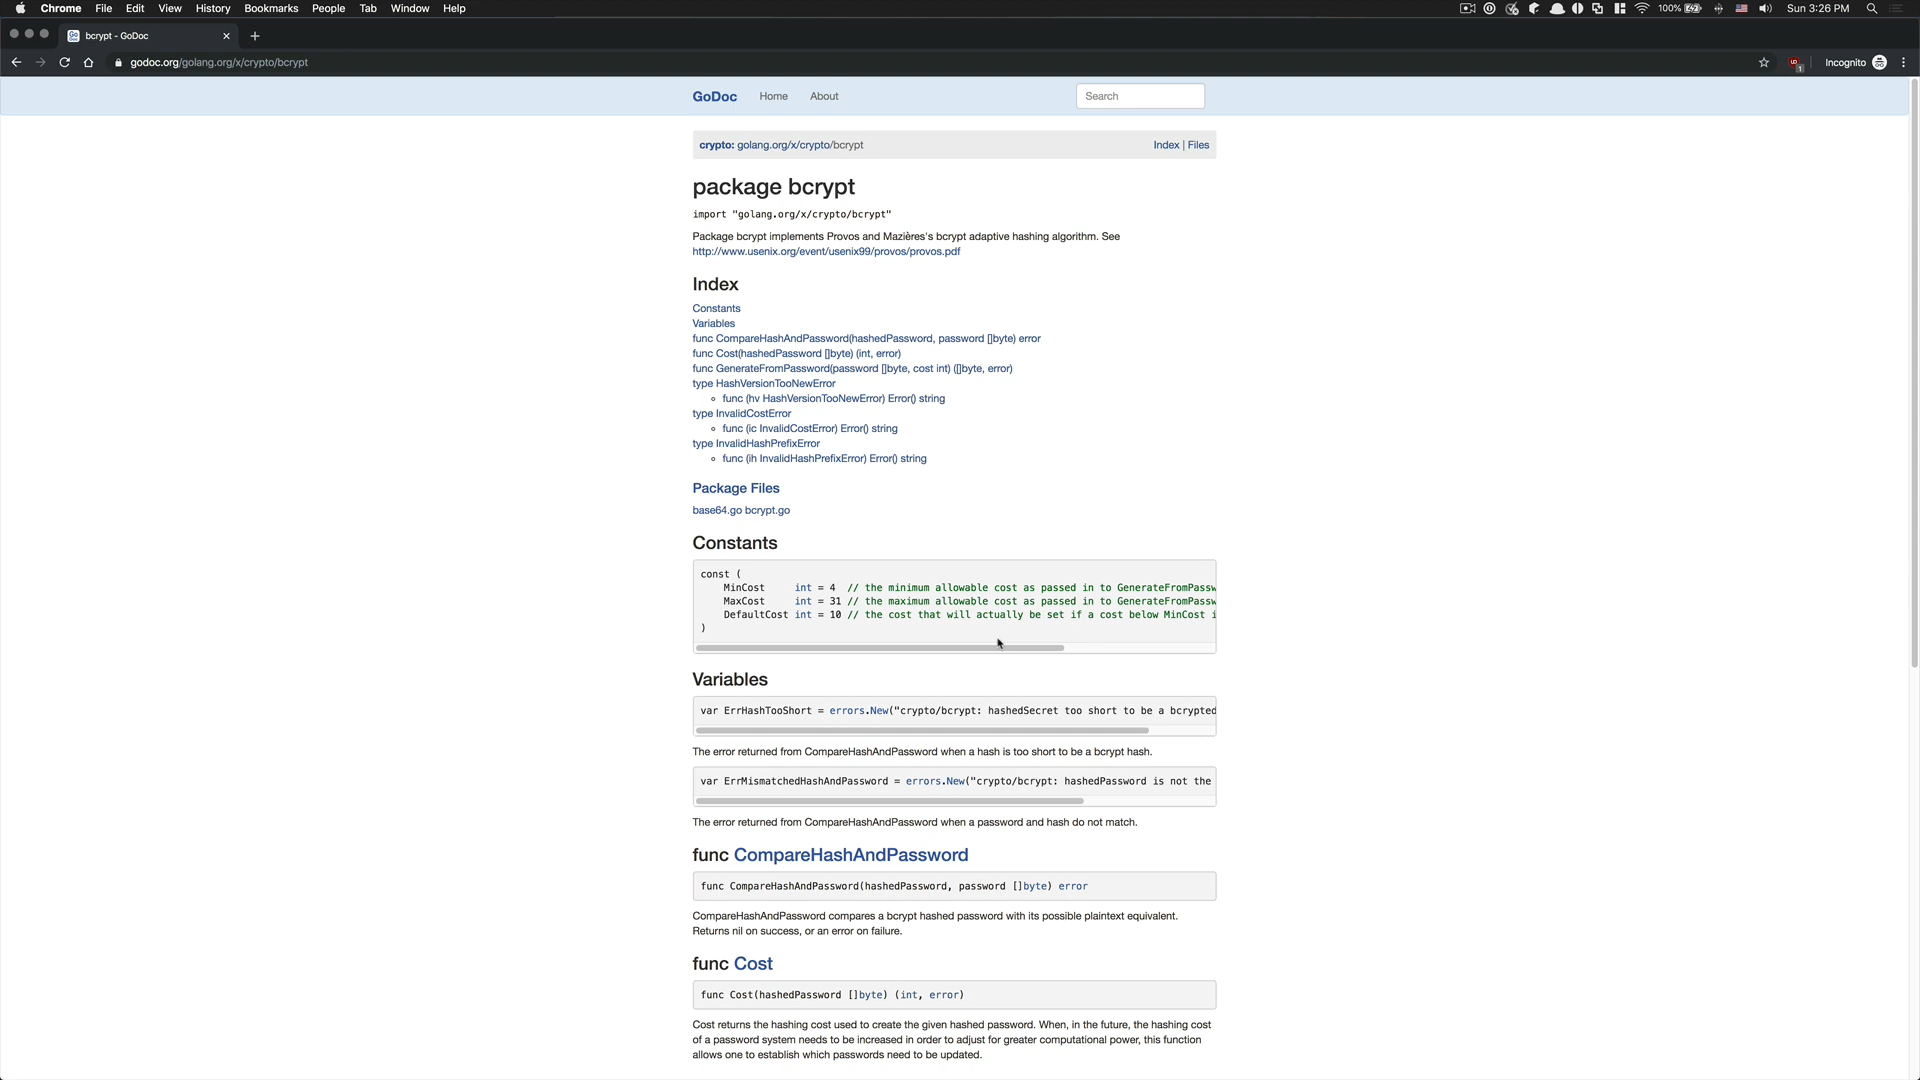 Chrome File Edit View History Bookmarks People Tab Window Help
100% Sun 3:26 PM
bcrypt - GoDoc
godoc.org/golang.org/x/crypto/bcrypt
1
Incognito
GoDoc Home About Search
crypto: golang.org/x/crypto/bcrypt Index | Files
package bcrypt
import "golang.org/x/crypto/bcrypt"
Package bcrypt implements Provos and Mazières's bcrypt adaptive hashing algorithm. See
http://www.usenix.org/event/usenix99/provos/provos.pdf
Index
Constants
Variables
func CompareHashAndPassword(hashedPassword, password []byte) error
func Cost(hashedPassword []byte) (int, error)
func GenerateFromPassword(password []byte, cost int) ([]byte, error)
type HashVersionTooNewError
func (hv HashVersionTooNewError) Error() string
type InvalidCostError
func (ic InvalidCostError) Error() string
type InvalidHashPrefixError
func (ih InvalidHashPrefixError) Error() string
Package Files
base64.go bcrypt.go
Constants
const (
MinCost int = 4 // the minimum allowable cost as passed in to GenerateFromPassw
MaxCost int = 31 // the maximum allowable cost as passed in to GenerateFromPassw
DefaultCost int = 10 // the cost that will actually be set if a cost below MinCost i
)
Variables
var ErrHashTooShort = errors.New("crypto/bcrypt: hashedSecret too short to be a bcrypted
The error returned from CompareHashAndPassword when a hash is too short to be a bcrypt hash.
var ErrMismatchedHashAndPassword = errors.New("crypto/bcrypt: hashedPassword is not the
The error returned from CompareHashAndPassword when a password and hash do not match.
func CompareHashAndPassword
func CompareHashAndPassword(hashedPassword, password []byte) error
CompareHashAndPassword compares a bcrypt hashed password with its possible plaintext equivalent.
Returns nil on success, or an error on failure.
func Cost
func Cost(hashedPassword []byte) (int, error)
Cost returns the hashing cost used to create the given hashed password. When, in the future, the hashing cost
of a password system needs to be increased in order to adjust for greater computational power, this function
allows one to establish which passwords need to be updated.